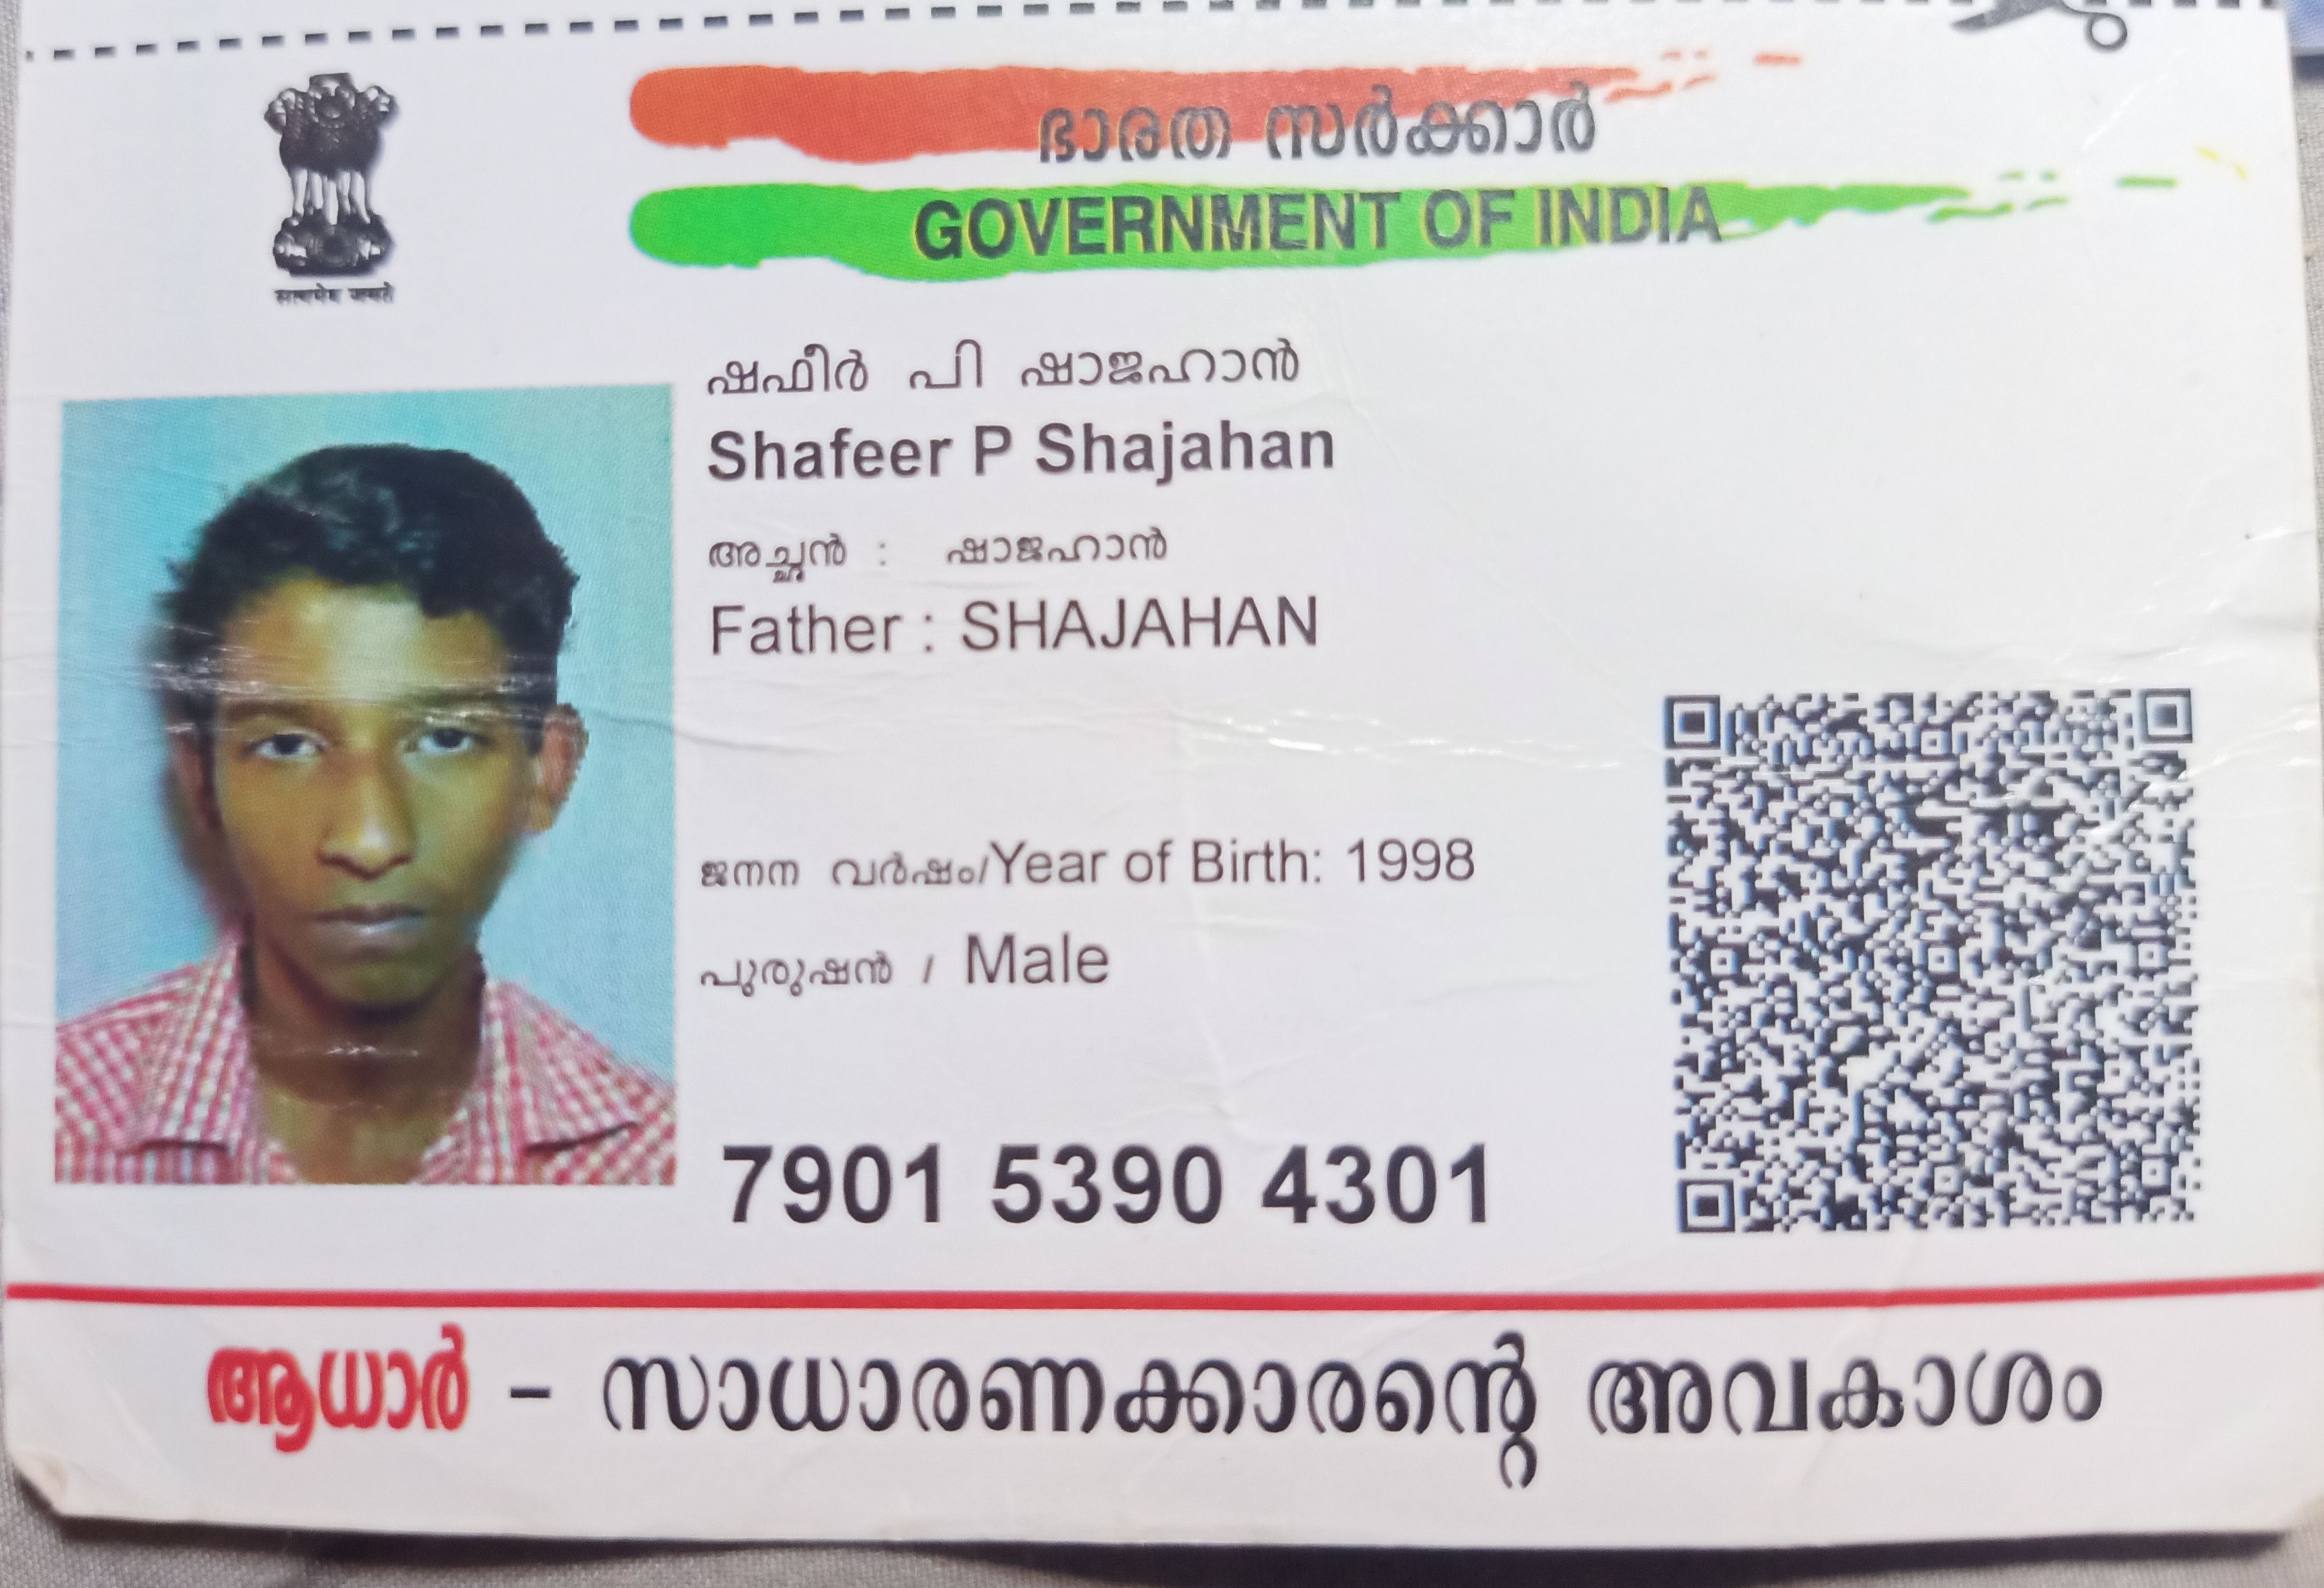 सत्यमेव जयते
ഭാരത സർക്കാർ
GOVERNMENT OF INDIA
ഷഫീർ പി ഷാജഹാൻ
Shafeer P Shajahan
അച്ഛൻ : ഷാജഹാൻ
Father : SHAJAHAN
ജനന വർഷം/Year of Birth: 1998
പുരുഷൻ / Male
7901 5390 4301
ആധാർ – സാധാരണക്കാരന്റെ അവകാശം